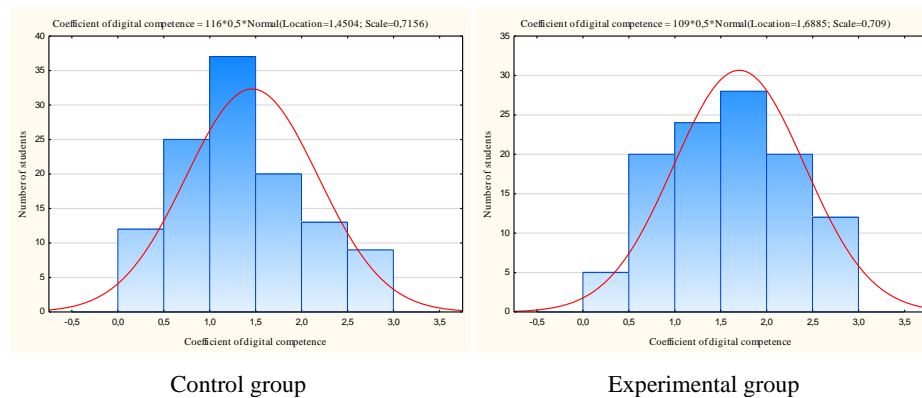 Coefficient of digital competence = 116*0,5*Normal(Location=1,4504; Scale=0,7156)
40
35
30
25
20
15
10
5
0
Number of students
-0,5 0,0 0,5 1,0 1,5 2,0 2,5 3,0 3,5
Coefficient of digital competence
Control group
Coefficient of digital competence = 109*0,5*Normal(Location=1,6885; Scale=0,709)
35
30
25
20
15
10
5
0
Number of students
-0,5 0,0 0,5 1,0 1,5 2,0 2,5 3,0 3,5
Coefficient of digital competence
Experimental group